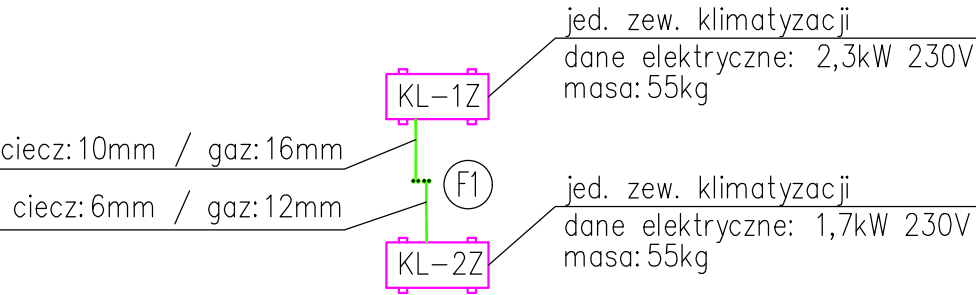 jed. zew. klimatyzacji
dane elektryczne: 2,3kW 230V
masa:55kg
KL-1Z
ciecz:10mm / gaz:16mm
F1
ciecz:6mm / gaz:12mm
jed. zew. klimatyzacji
dane elektryczne: 1,7kW 230V
masa:55kg
KL-2Z